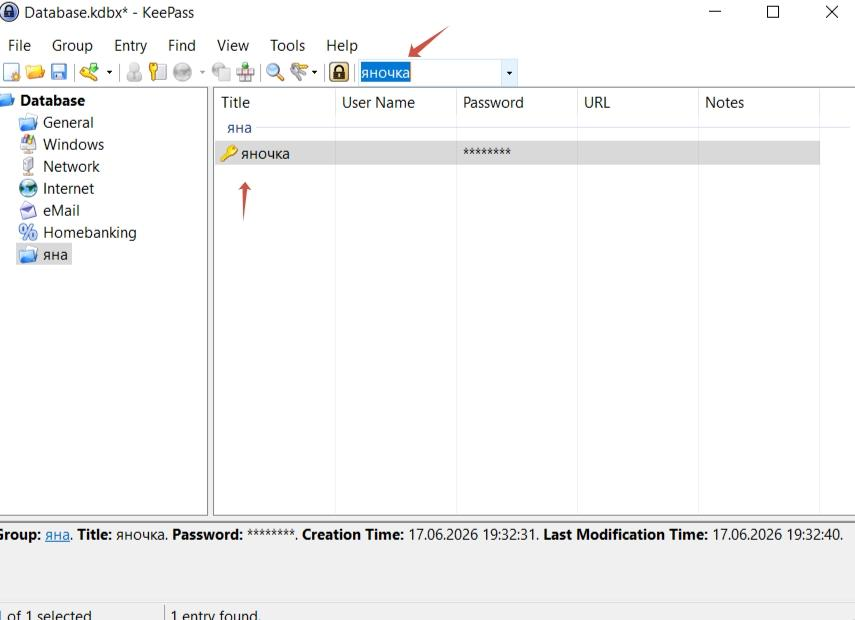 Database.kdbx* - KeePass
File Group Entry Find View Tools Help
яночка
Database
General
Windows
Network
Internet
eMail
Homebanking
яна
Title User Name Password URL Notes
яна
яночка ********
Group: яна. Title: яночка. Password: ********. Creation Time: 17.06.2026 19:32:31. Last Modification Time: 17.06.2026 19:32:40.
1 of 1 selected 1 entry found.